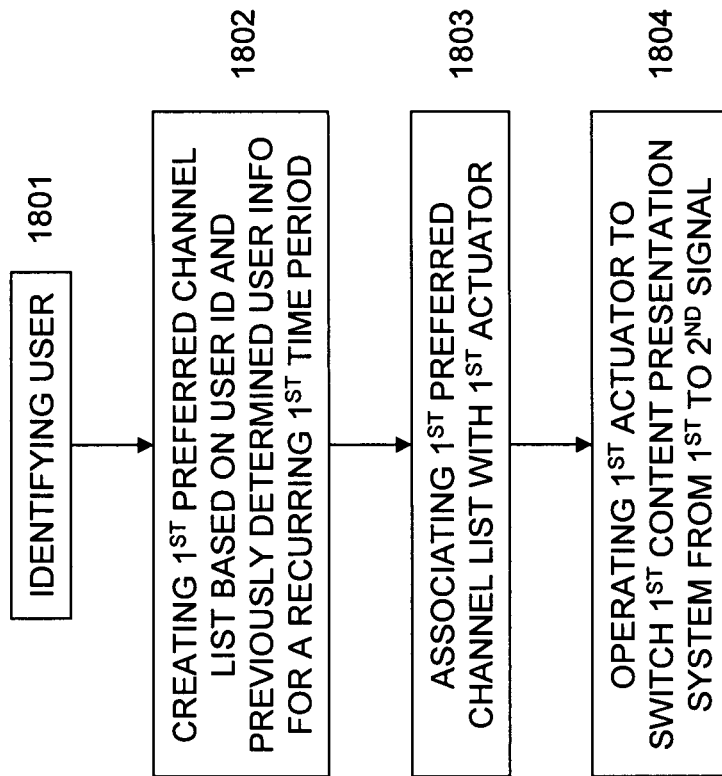 IDENTIFYING USER
1801
CREATING 1ST PREFERRED CHANNEL
LIST BASED ON USER ID AND
PREVIOUSLY DETERMINED USER INFO
FOR A RECURRING 1ST TIME PERIOD
1802
ASSOCIATING 1ST PREFERRED
CHANNEL LIST WITH 1ST ACTUATOR
1803
OPERATING 1ST ACTUATOR TO
SWITCH 1ST CONTENT PRESENTATION
SYSTEM FROM 1ST TO 2ND SIGNAL
1804